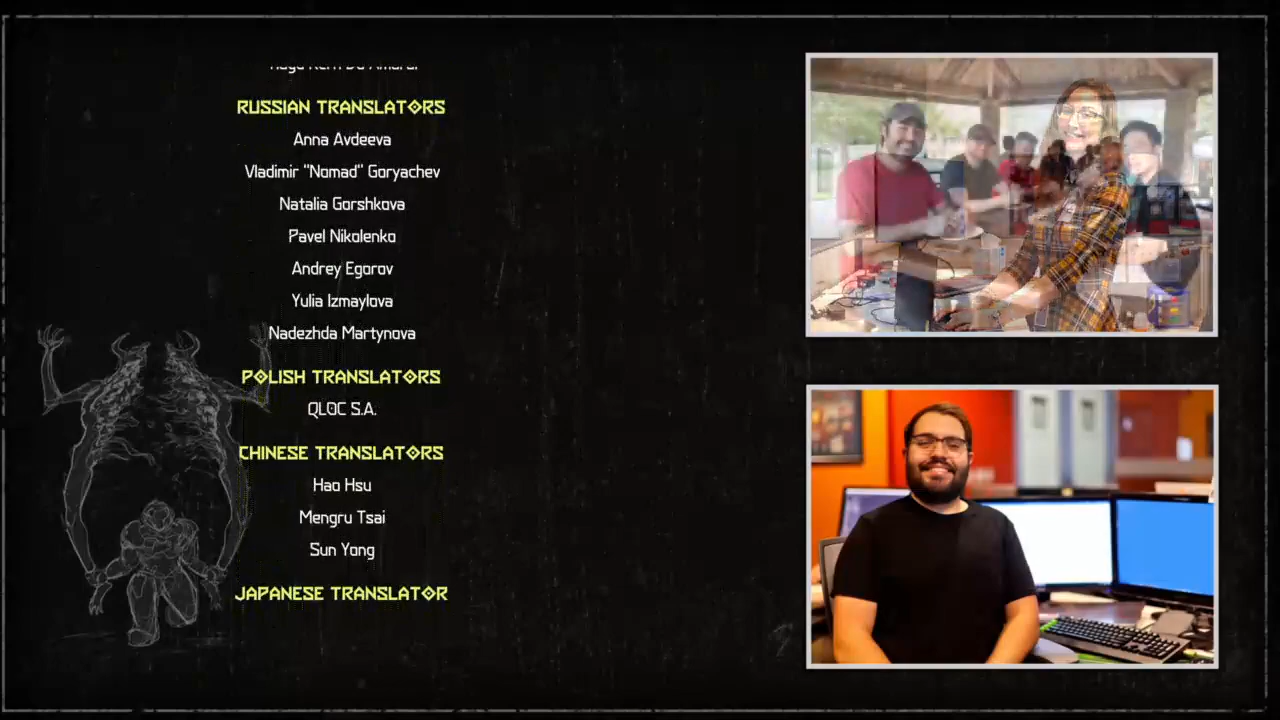 RUSSIAN TRANSLATORS
Anna Avdeeva
Vladimir "Nomad" Goryachev
Natalia Gorshkova
Pavel Nikolenko
Andrey Egorov
Yulia Izmaylova
Nadezhda Martynova
POLISH TRANSLATORS
QLOC S.A.
CHINESE TRANSLATORS
Hao Hsu
Mengru Tsai
Sun Yong
JAPANESE TRANSLATOR